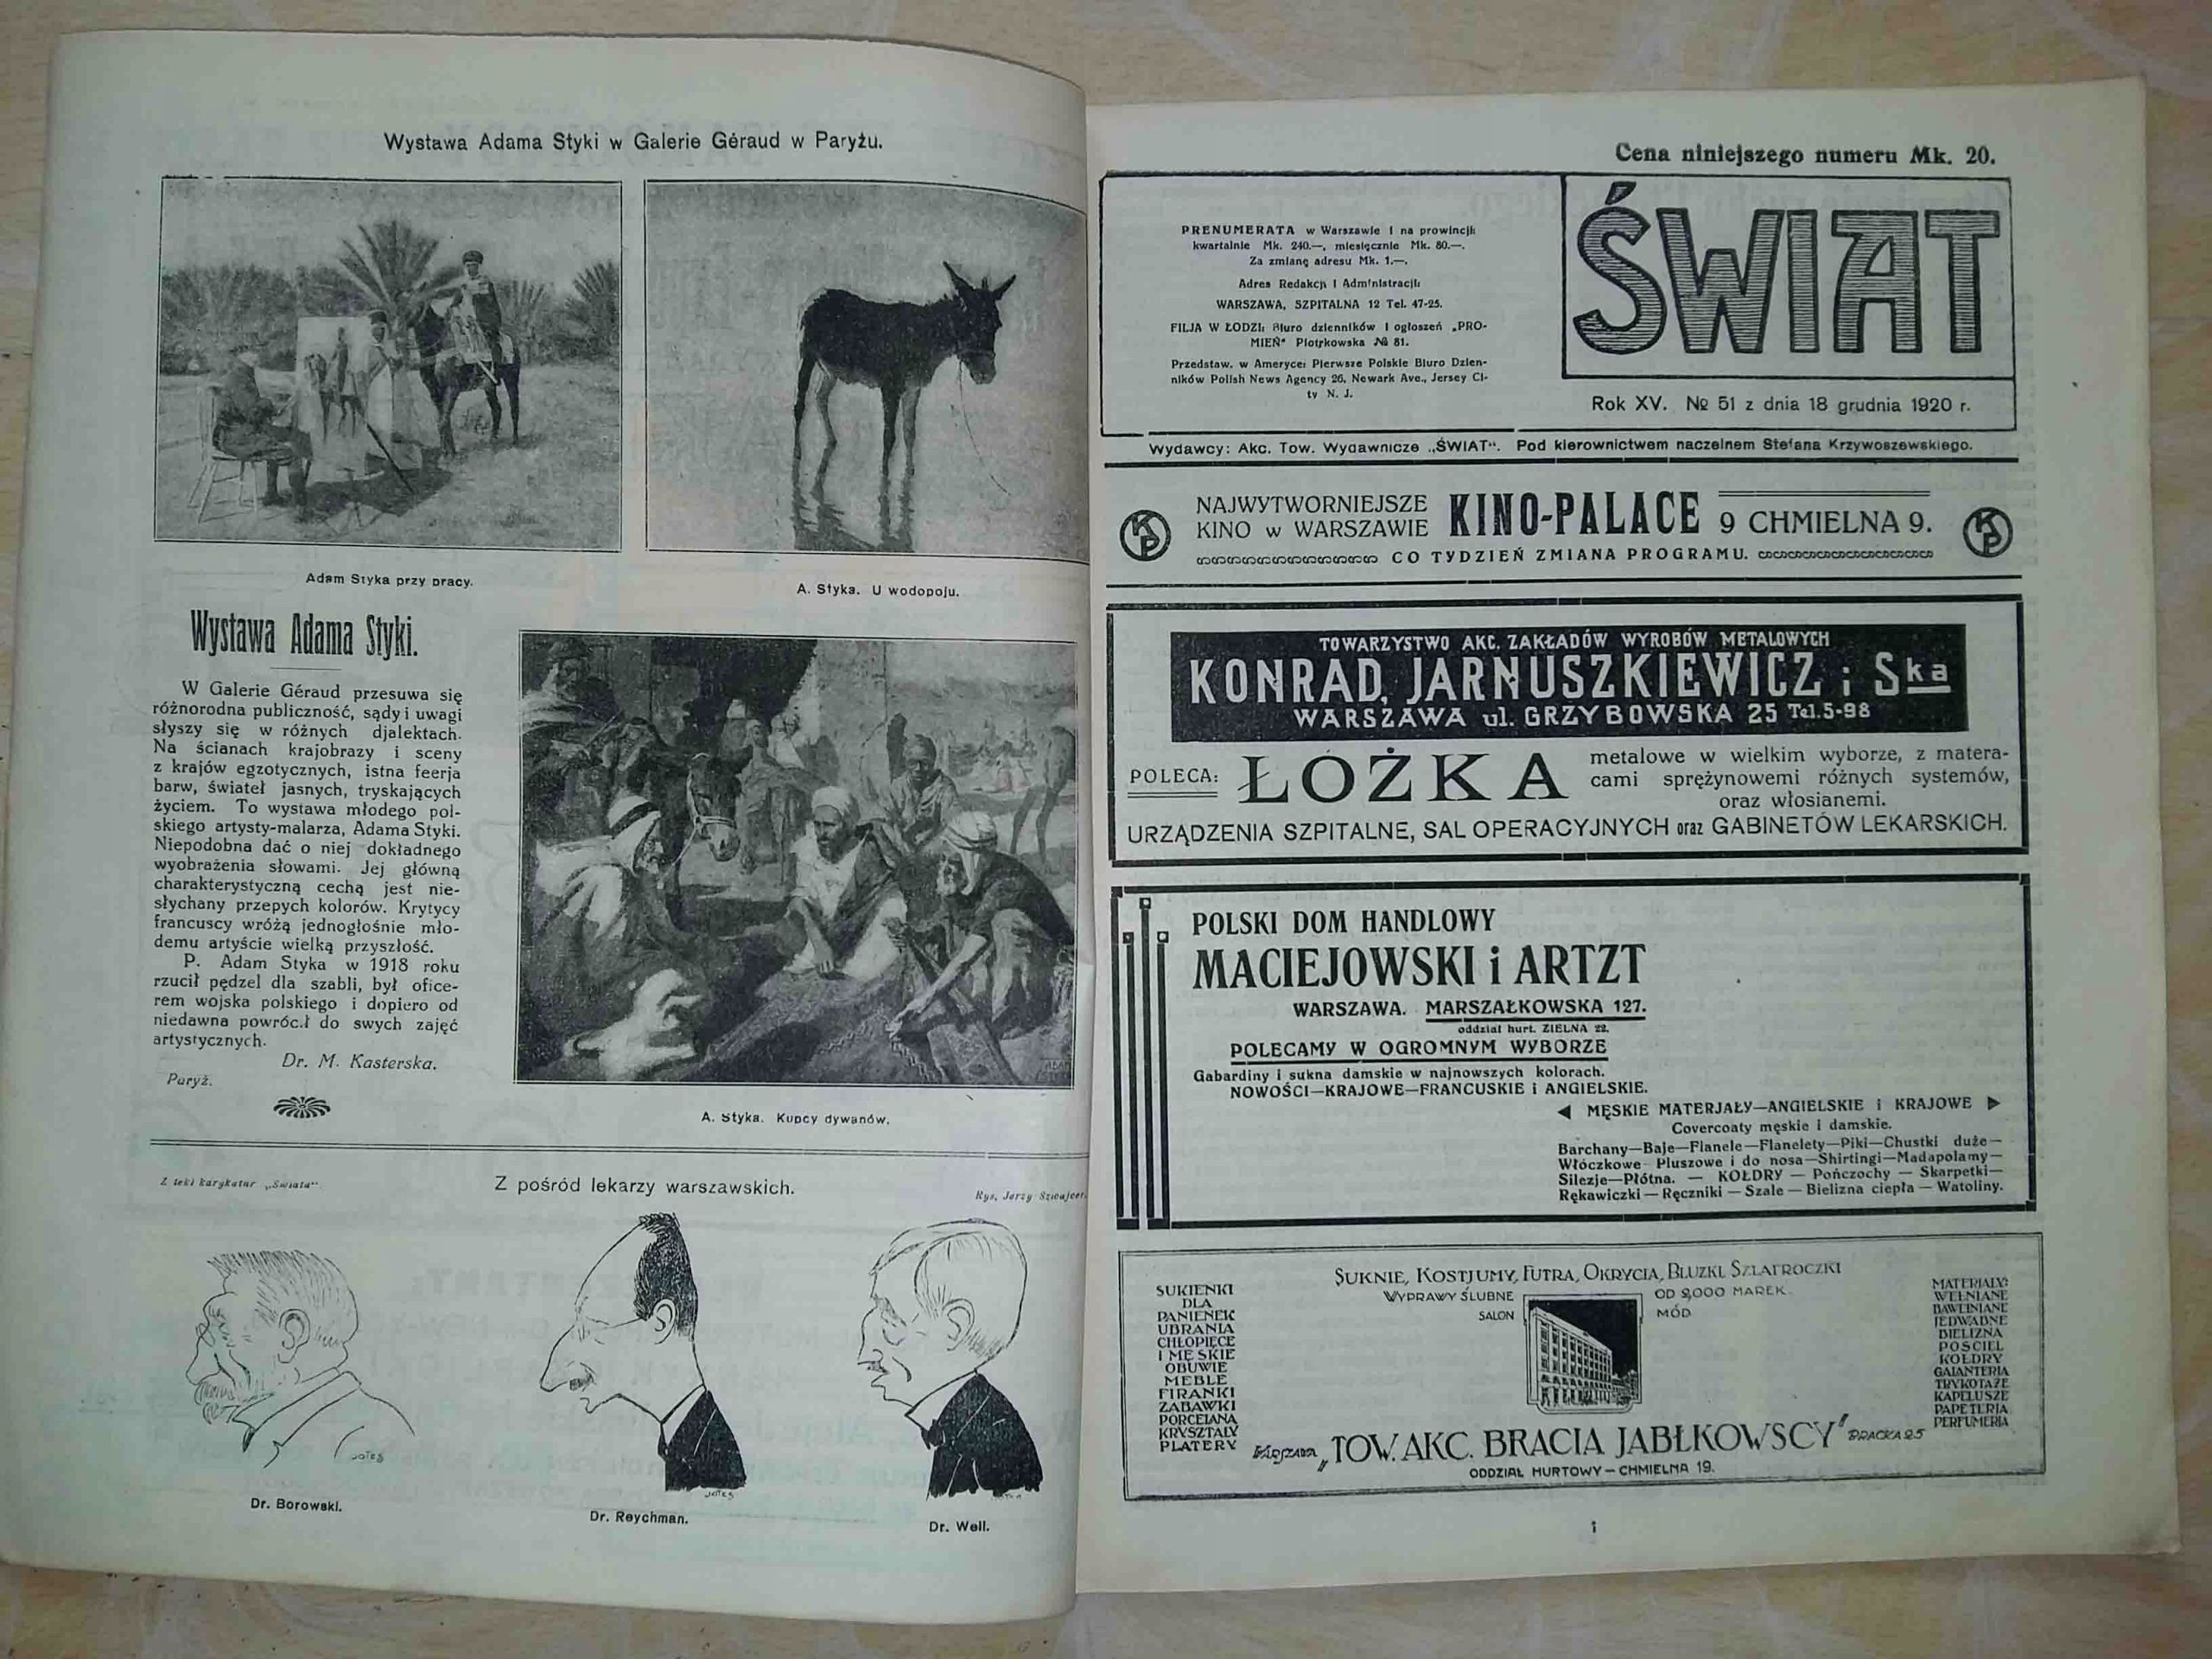 Wystawa Adama Styki w Galerie Géraud w Paryżu.
Adam Styka przy pracy.
A. Styka. U wodopoju.
Wystawa Adama Styki.
W Galerie Géraud przesuwa się
różnorodna publiczność, sądy i uwagi
słyszy się w różnych djalektach.
Na ścianach krajobrazy i sceny
z krajów egzotycznych, istna feerja
barw, świateł jasnych, tryskających
życiem. To wystawa młodego pol-
skiego artysty-malarza, Adama Styki.
Niepodobna dać o niej dokładnego
wyobrażenia słowami. Jej główną
charakterystyczną cechą jest nie-
słychany przepych kolorów. Krytycy
francuscy wróżą jednogłośnie mło-
demu artyście wielką przyszłość.
P. Adam Styka w 1918 roku
rzucił pędzel dla szabli, był ofice-
rem wojska polskiego i dopiero od
niedawna powrócił do swych zajęć
artystycznych.
Dr. M. Kasterska.
Paryż.
A. Styka. Kupcy dywanów.
Z teki karykatur „Świata“.
Z pośród lekarzy warszawskich.
Rys. Jerzy Szwajcer.
JOTES
JOTES
Dr. Borowski.
Dr. Reychman.
Dr. Weil.
Cena niniejszego numeru Mk. 20.
PRENUMERATA w Warszawie i na prowincji:
kwartalnie Mk. 240.—, miesięcznie Mk. 80.—.
Za zmianę adresu Mk. 1.—.
Adres Redakcji i Administracji:
WARSZAWA, SZPITALNA 12 Tel. 47-25.
FILJA W ŁODZI: Biuro dzienników i ogłoszeń „PRO-
MIEŃ“ Piotrkowska № 81.
Przedstaw. w Ameryce: Pierwsze Polskie Biuro Dzien-
ników Polish News Agency 26, Newark Ave., Jersey Ci-
ty N. J.
ŚWIAT
Rok XV. № 51 z dnia 18 grudnia 1920 r.
Wydawcy: Akc. Tow. Wydawnicze „ŚWIAT“. Pod kierownictwem naczelnem Stefana Krzywoszewskiego.
KSP
NAJWYTWORNIEJSZE
KINO w WARSZAWIE
KINO-PALACE
9 CHMIELNA 9.
CO TYDZIEŃ ZMIANA PROGRAMU.
KSP
TOWARZYSTWO AKC. ZAKŁADÓW WYROBÓW METALOWYCH
KONRAD, JARNUSZKIEWICZ i Ska
WARSZAWA ul. GRZYBOWSKA 25 Tel. 5-98
POLECA:
ŁÓŻKA
metalowe w wielkim wyborze, z matera-
cami sprężynowemi różnych systemów,
oraz włosianemi.
URZĄDZENIA SZPITALNE, SAL OPERACYJNYCH oraz GABINETÓW LEKARSKICH.
POLSKI DOM HANDLOWY
MACIEJOWSKI i ARTZT
WARSZAWA. MARSZAŁKOWSKA 127.
oddział hurt. ZIELNA 22.
POLECAMY W OGROMNYM WYBORZE
Gabardiny i sukna damskie w najnowszych kolorach.
NOWOŚCI—KRAJOWE—FRANCUSKIE i ANGIELSKIE.
◄ MĘSKIE MATERJAŁY—ANGIELSKIE i KRAJOWE ►
Covercoaty męskie i damskie.
Barchany—Baje—Flanele—Flanelety—Piki—Chustki duże—
Włóczkowe Pluszowe i do nosa—Shirtingi—Madapolamy—
Silezje—Płótna. — KOŁDRY — Pończochy — Skarpetki—
Rękawiczki — Ręczniki — Szale — Bielizna ciepła — Watoliny.
SUKNIE, KOSTJUMY, FUTRA, OKRYCIA, BLUZKI, SZLAFROCZKI
WYPRAWY ŚLUBNE
OD 2,000 MAREK.
SALON
MÓD
SUKIENKI
DLA
PANIENEK
UBRANIA
CHŁOPIĘCE
I MĘSKIE
OBUWIE
MEBLE
FIRANKI
ZABAWKI
PORCELANA
KRYSZTAŁY
PLATERY
MATERIAŁY:
WEŁNIANE
BAWEŁNIANE
JEDWABNE
BIELIZNA
POŚCIEL
KOŁDRY
GALANTERIA
TRYKOTAŻE
KAPELUSZE
PAPETERIA
PERFUMERIA
WARSZAWA „TOW. AKC. BRACIA JABŁKOWSCY" BRACKA 25
ODDZIAŁ HURTOWY — CHMIELNA 19.
i